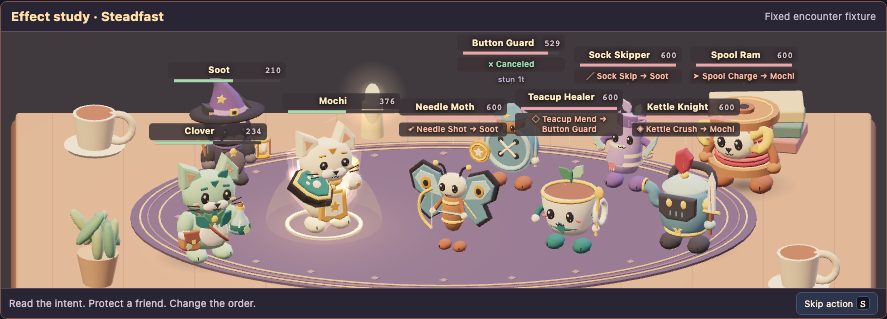 Effect study · Steadfast
Fixed encounter fixture
Button Guard 529
× Canceled
stun 1t
Sock Skipper 600
⟋ Sock Skip → Soot
Spool Ram 600
➤ Spool Charge → Mochi
Soot 210
Mochi 376
Needle Moth 600
✔ Needle Shot → Soot
Teacup Healer 600
◇ Teacup Mend →
Button Guard
Kettle Knight 600
◈ Kettle Crush → Mochi
Clover 234
Read the intent. Protect a friend. Change the order.
Skip action S